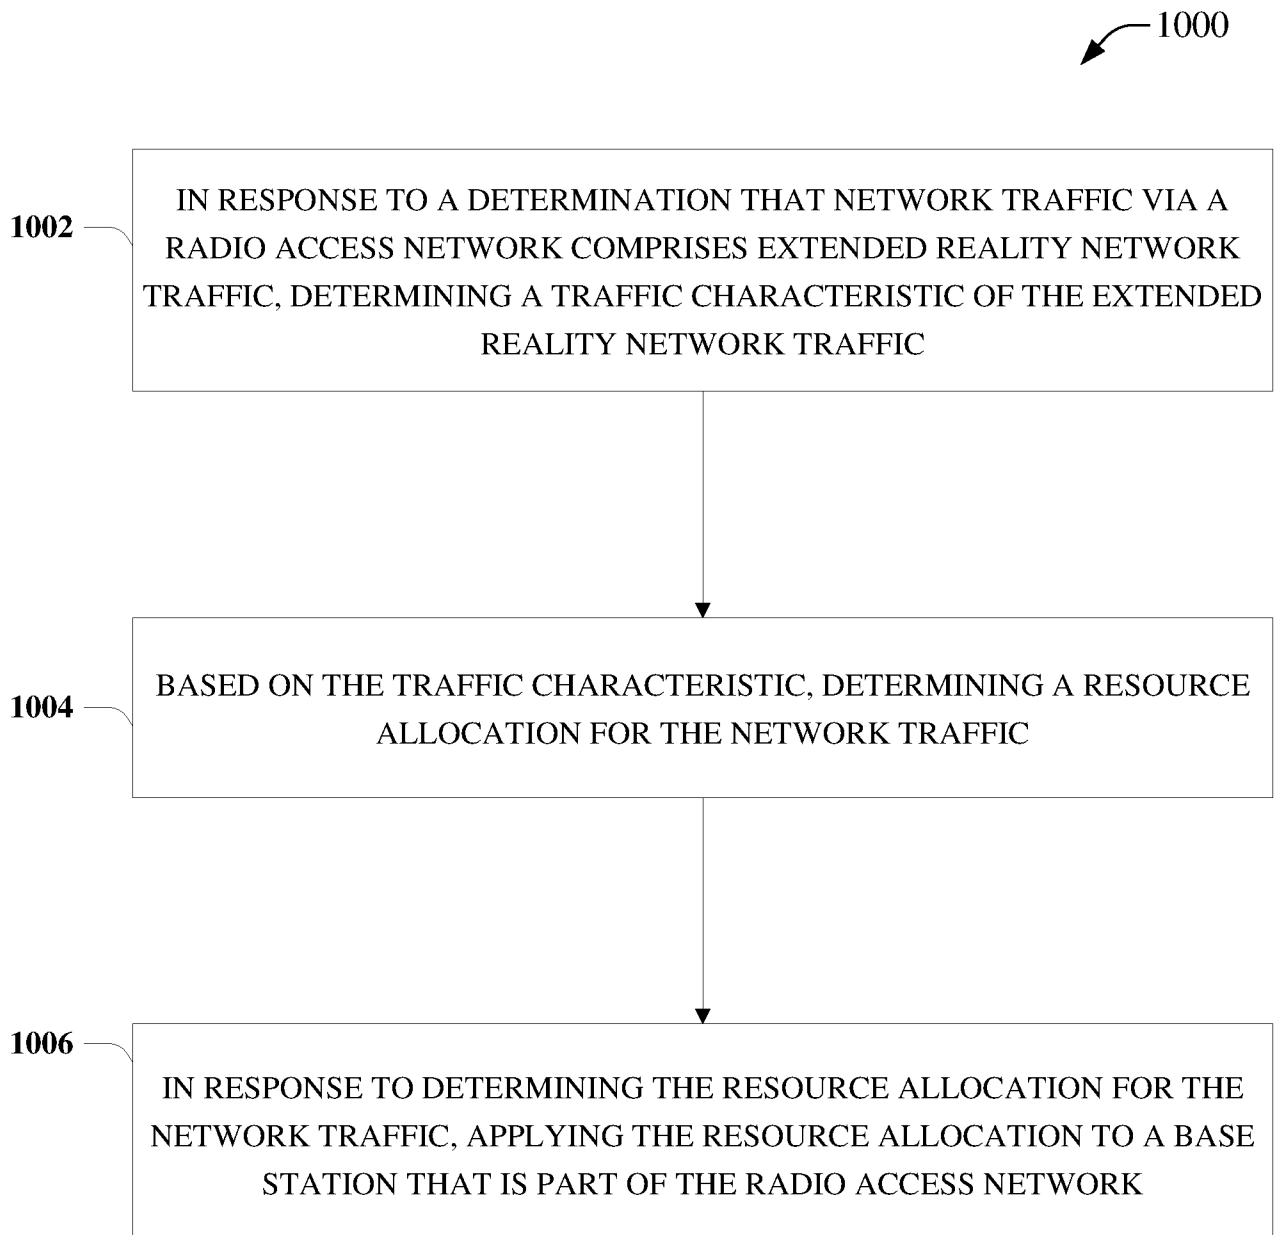 1000
1002
IN RESPONSE TO A DETERMINATION THAT NETWORK TRAFFIC VIA A
RADIO ACCESS NETWORK COMPRISES EXTENDED REALITY NETWORK
TRAFFIC, DETERMINING A TRAFFIC CHARACTERISTIC OF THE EXTENDED
REALITY NETWORK TRAFFIC
1004
BASED ON THE TRAFFIC CHARACTERISTIC, DETERMINING A RESOURCE
ALLOCATION FOR THE NETWORK TRAFFIC
1006
IN RESPONSE TO DETERMINING THE RESOURCE ALLOCATION FOR THE
NETWORK TRAFFIC, APPLYING THE RESOURCE ALLOCATION TO A BASE
STATION THAT IS PART OF THE RADIO ACCESS NETWORK